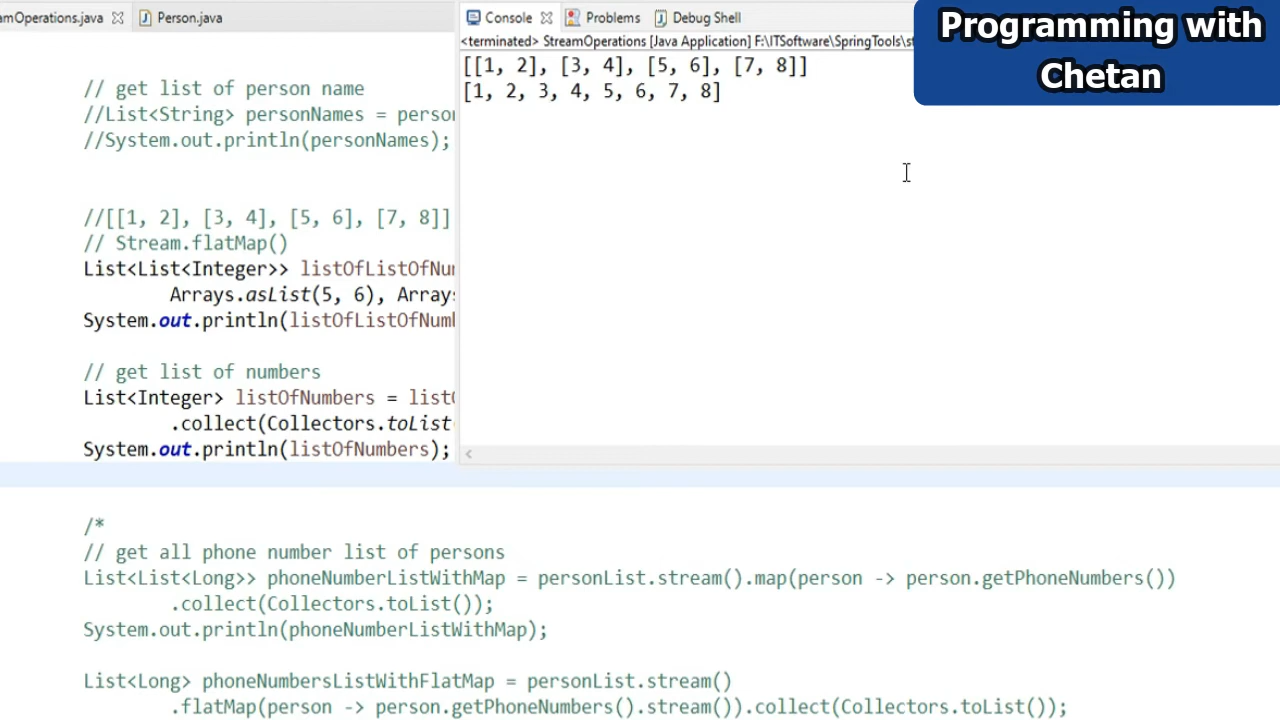 amOperations.java
Person.java
Console
Problems
Debug Shell
<terminated> StreamOperations [Java Application] F:\ITSoftware\SpringTools\
Programming with
Chetan
[[1, 2], [3, 4], [5, 6], [7, 8]]
[1, 2, 3, 4, 5, 6, 7, 8]
// get list of person name
//List<String> personNames = perso
//System.out.println(personNames);
//[[1, 2], [3, 4], [5, 6], [7, 8]]
// Stream.flatMap()
List<List<Integer>> listOfListOfNu
Arrays.asList(5, 6), Arrays
System.out.println(listOfListOfNumb
// get list of numbers
List<Integer> listOfNumbers = listO
.collect(Collectors.toList
System.out.println(listOfNumbers);
/*
// get all phone number list of persons
List<List<Long>> phoneNumberListWithMap = personList.stream().map(person -> person.getPhoneNumbers())
.collect(Collectors.toList());
System.out.println(phoneNumberListWithMap);
List<Long> phoneNumbersListWithFlatMap = personList.stream()
.flatMap(person -> person.getPhoneNumbers().stream()).collect(Collectors.toList());